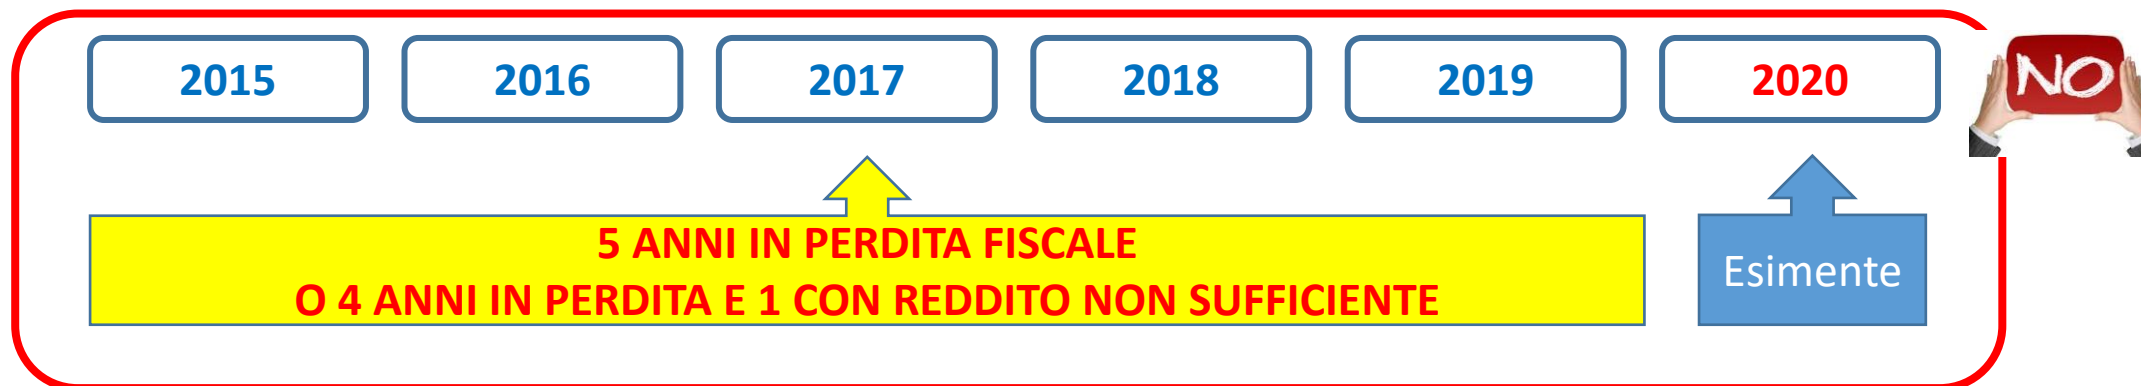 2015 2016 2017 2018 2019 2020 NO
5 ANNI IN PERDITA FISCALE
O 4 ANNI IN PERDITA E 1 CON REDDITO NON SUFFICIENTE
Esimente